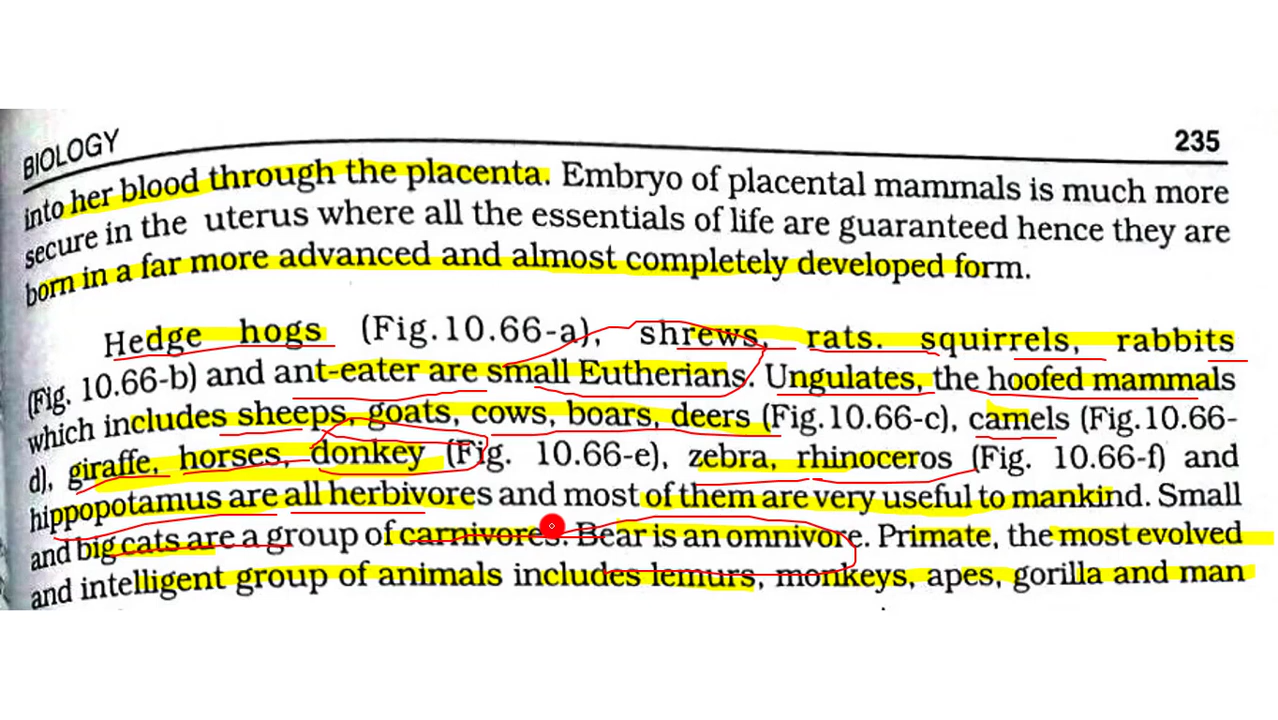 BIOLOGY 235
into her blood through the placenta. Embryo of placental mammals is much more
secure in the uterus where all the essentials of life are guaranteed hence they are
born in a far more advanced and almost completely developed form.
Hedge hogs (Fig.10.66-a), shrews, rats. squirrels, rabbits
(Fig. 10.66-b) and ant-eater are small Eutherians. Ungulates, the hoofed mammals
which includes sheeps, goats, cows, boars, deers (Fig.10.66-c), camels (Fig.10.66-
d), giraffe, horses, donkey (Fig. 10.66-e), zebra, rhinoceros (Fig. 10.66-f) and
hippopotamus are all herbivores and most of them are very useful to mankind. Small
and big cats are a group of carnivores. Bear is an omnivore. Primate, the most evolved
and intelligent group of animals includes lemurs, monkeys, apes, gorilla and man